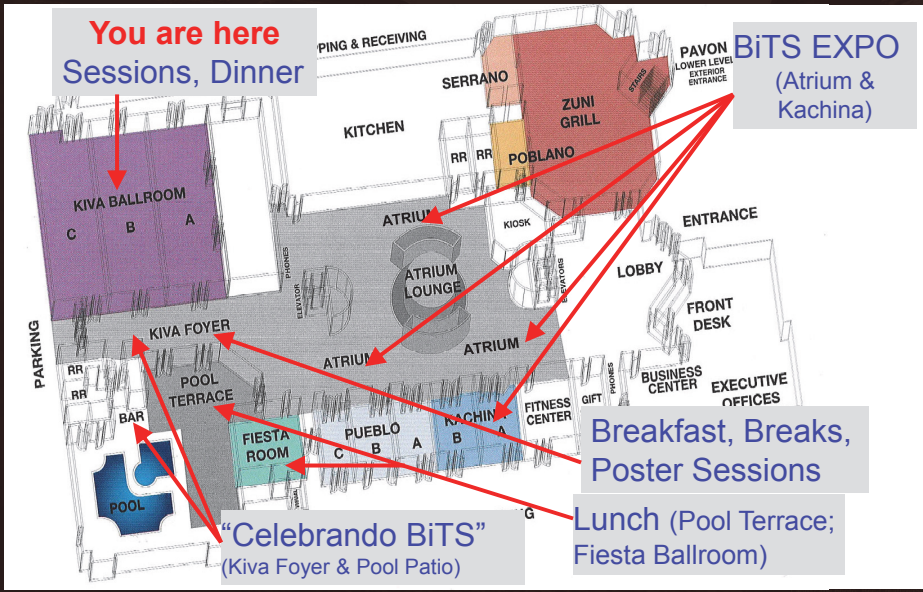 You are here
Sessions, Dinner
PPING & RECEIVING
SERRANO
PAVON
LOWER LEVEL
EXTERIOR
ENTRANCE
STAIRS
BiTS EXPO
(Atrium &
Kachina)
KITCHEN
ZUNI
GRILL
RR RR
POBLANO
KIVA BALLROOM
C B A
ATRIUM
KIOSK
ENTRANCE
PHONES
ELEVATOR
ATRIUM
LOUNGE
ELEVATORS
LOBBY
FRONT
DESK
PARKING
KIVA FOYER
ATRIUM
ATRIUM
RR
RR
BAR
POOL
TERRACE
FIESTA
ROOM
PUEBLO
C B A
KACHINA
B A
FITNESS
CENTER
GIFT
PHONES
BUSINESS
CENTER
EXECUTIVE
OFFICES
POOL
Breakfast, Breaks,
Poster Sessions
Lunch (Pool Terrace;
Fiesta Ballroom)
“Celebrando BiTS”
(Kiva Foyer & Pool Patio)